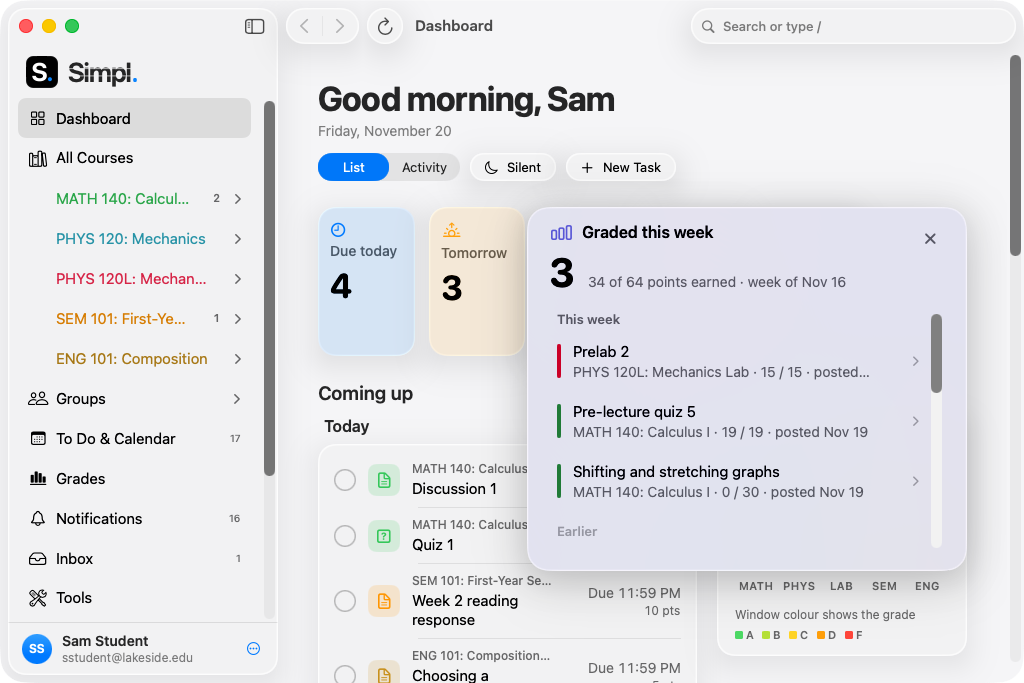 Dashboard
Search or type /
S.
Simpl.
Dashboard
All Courses
MATH 140: Calcul... 2
PHYS 120: Mechanics
PHYS 120L: Mechan...
SEM 101: First-Ye... 1
ENG 101: Composition
Groups
To Do & Calendar 17
Grades
Notifications 16
Inbox 1
Tools
SS
Sam Student
sstudent@lakeside.edu
Good morning, Sam
Friday, November 20
List Activity Silent + New Task
Due today
4
Tomorrow
3
Graded this week
3 34 of 64 points earned · week of Nov 16
This week
Prelab 2
PHYS 120L: Mechanics Lab · 15 / 15 · posted...
Pre-lecture quiz 5
MATH 140: Calculus I · 19 / 19 · posted Nov 19
Shifting and stretching graphs
MATH 140: Calculus I · 0 / 30 · posted Nov 19
Earlier
Coming up
Today
MATH 140: Calculus
Discussion 1
MATH 140: Calculus
Quiz 1
SEM 101: First-Year Se...
Week 2 reading
response
Due 11:59 PM
10 pts
ENG 101: Composition...
Choosing a
Due 11:59 PM
MATH PHYS LAB SEM ENG
Window colour shows the grade
A B C D F